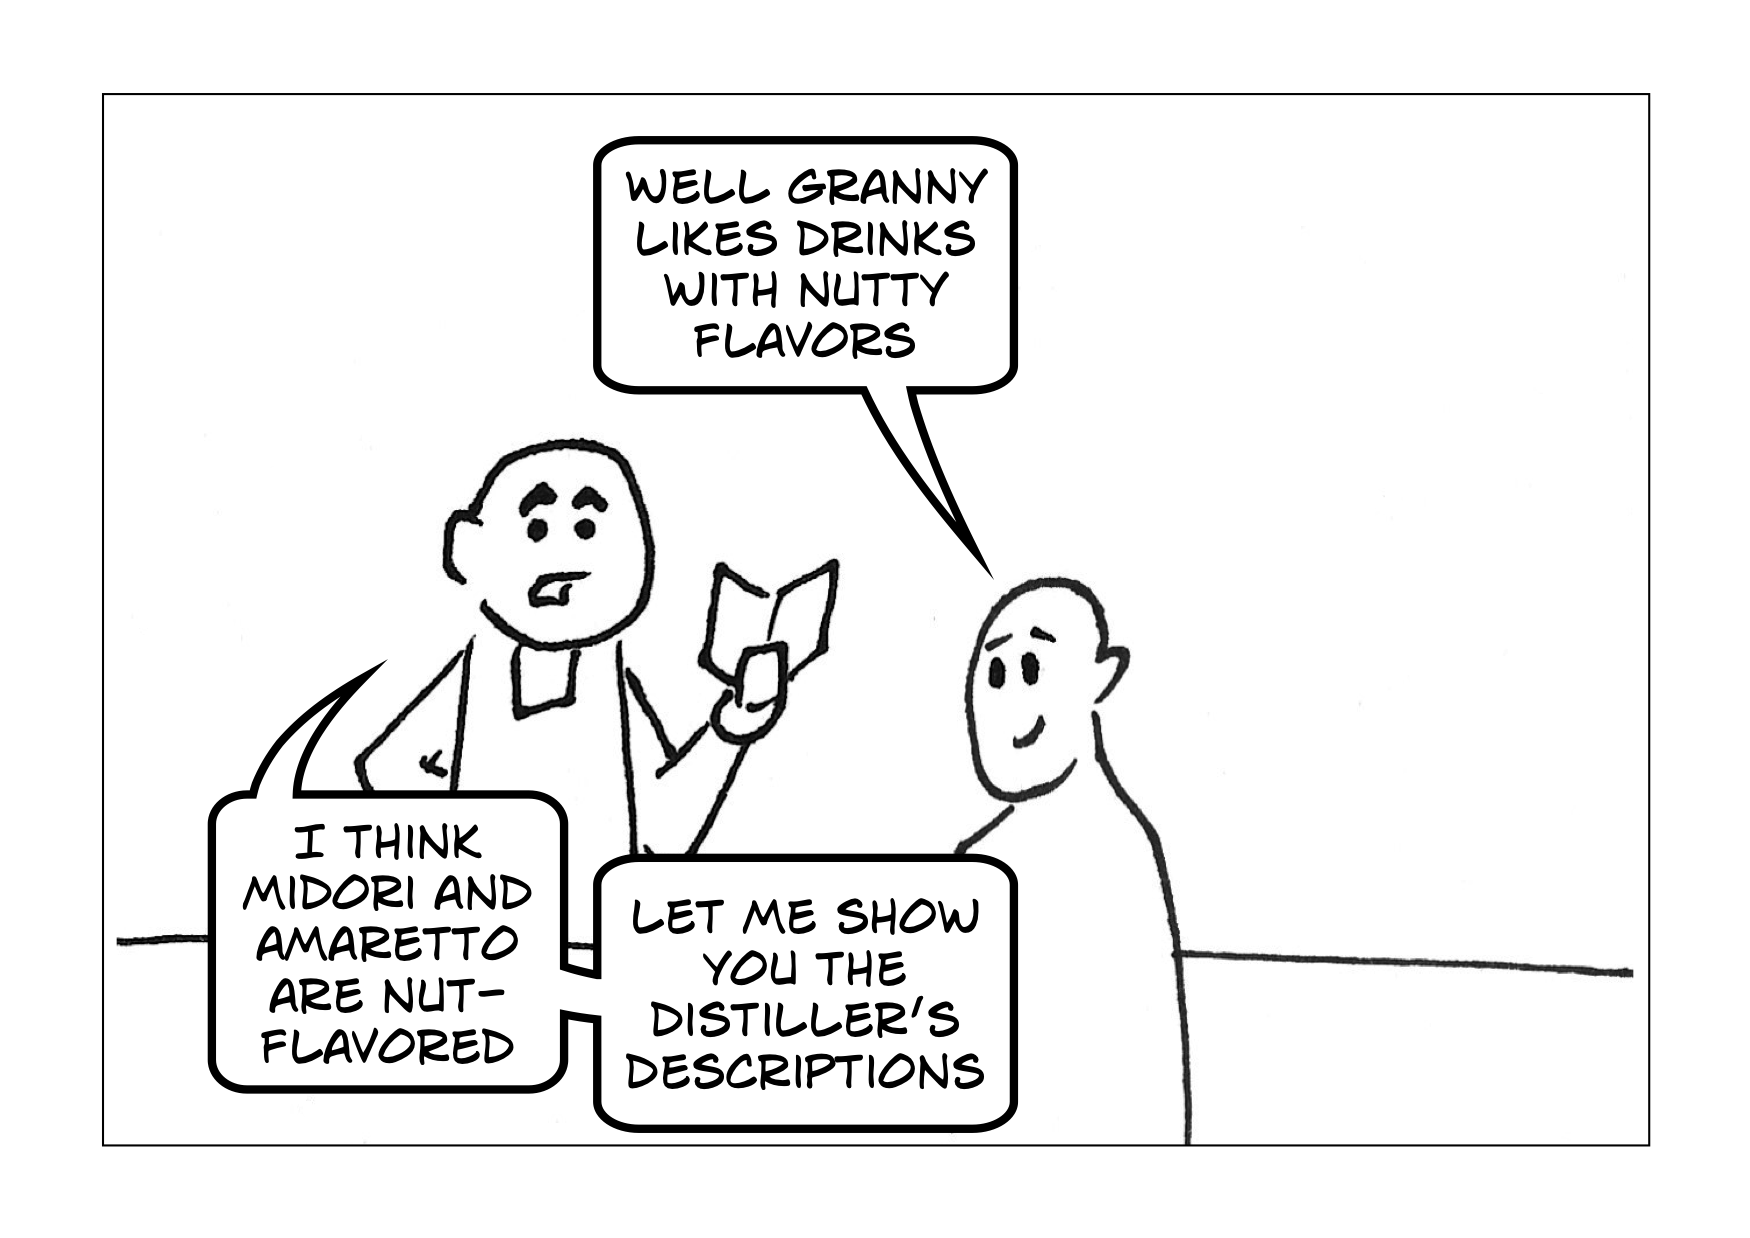 WELL GRANNY
LIKES DRINKS
WITH NUTTY
FLAVORS
I THINK
MIDORI AND
AMARETTO
ARE NUT-
FLAVORED
LET ME SHOW
YOU THE
DISTILLER'S
DESCRIPTIONS